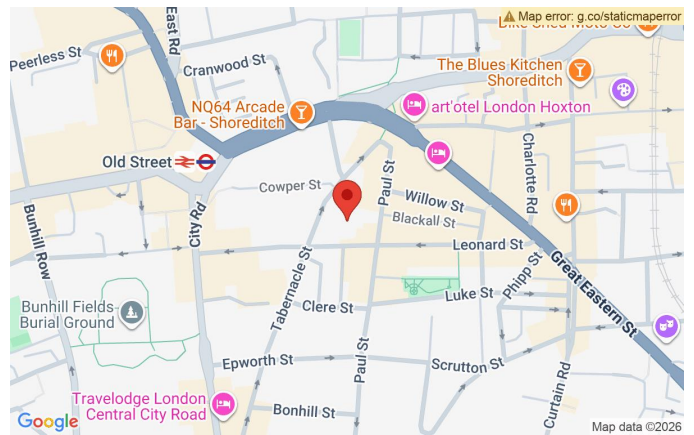 Map error: g.co/staticmaperror
East Rd
Peerless St
Cranwood St
The Blues Kitchen
Shoreditch
NQ64 Arcade
Bar - Shoreditch
art'otel London Hoxton
Old Street
Charlotte Rd
Cowper St
Paul St
Willow St
Blackall St
Bunhill Row
City Rd
Leonard St
Tabernacle St
Great Eastern St
Phipp St
Luke St
Clere St
Bunhill Fields
Burial Ground
Epworth St
Paul St
Scrutton St
Curtain Rd
Travelodge London
Central City Road
Bonhill St
Google
Map data ©2026